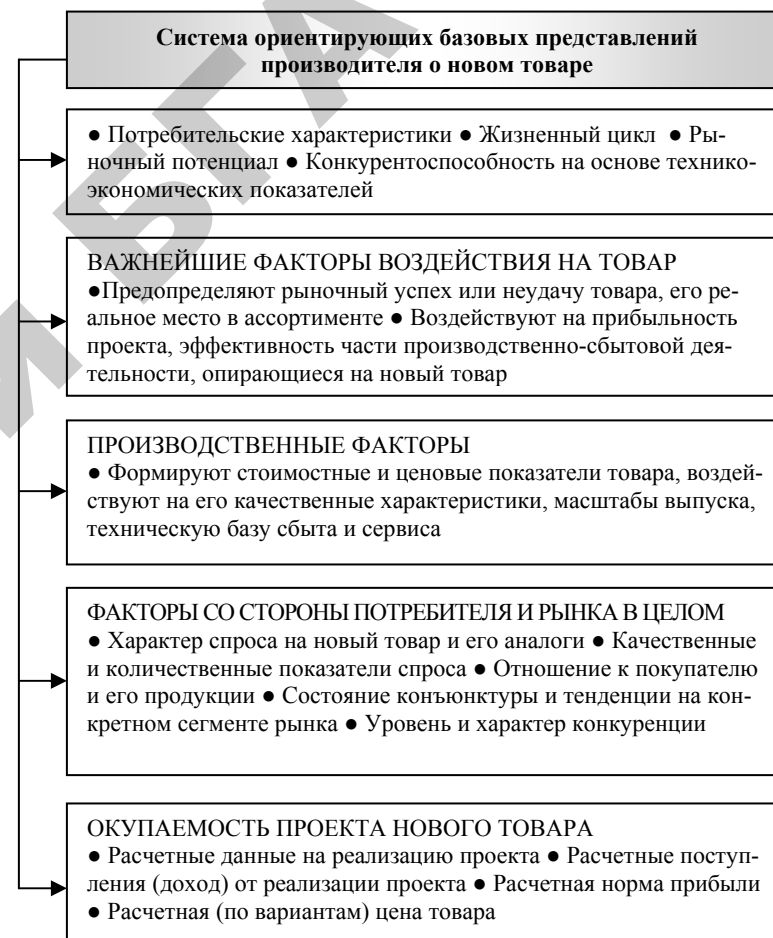 Система ориентирующих базовых представлений
производителя о новом товаре
● Потребительские характеристики ● Жизненный цикл ● Ры-
ночный потенциал ● Конкурентоспособность на основе технико-
экономических показателей
ВАЖНЕЙШИЕ ФАКТОРЫ ВОЗДЕЙСТВИЯ НА ТОВАР
●Предопределяют рыночный успех или неудачу товара, его ре-
альное место в ассортименте ● Воздействуют на прибыльность
проекта, эффективность части производственно-сбытовой дея-
тельности, опирающиеся на новый товар
ПРОИЗВОДСТВЕННЫЕ ФАКТОРЫ
● Формируют стоимостные и ценовые показатели товара, воздей-
ствуют на его качественные характеристики, масштабы выпуска,
техническую базу сбыта и сервиса
ФАКТОРЫ СО СТОРОНЫ ПОТРЕБИТЕЛЯ И РЫНКА В ЦЕЛОМ
● Характер спроса на новый товар и его аналоги ● Качественные
и количественные показатели спроса ● Отношение к покупателю
и его продукции ● Состояние конъюнктуры и тенденции на кон-
кретном сегменте рынка ● Уровень и характер конкуренции
ОКУПАЕМОСТЬ ПРОЕКТА НОВОГО ТОВАРА
● Расчетные данные на реализацию проекта ● Расчетные поступ-
ления (доход) от реализации проекта ● Расчетная норма прибыли
● Расчетная (по вариантам) цена товара